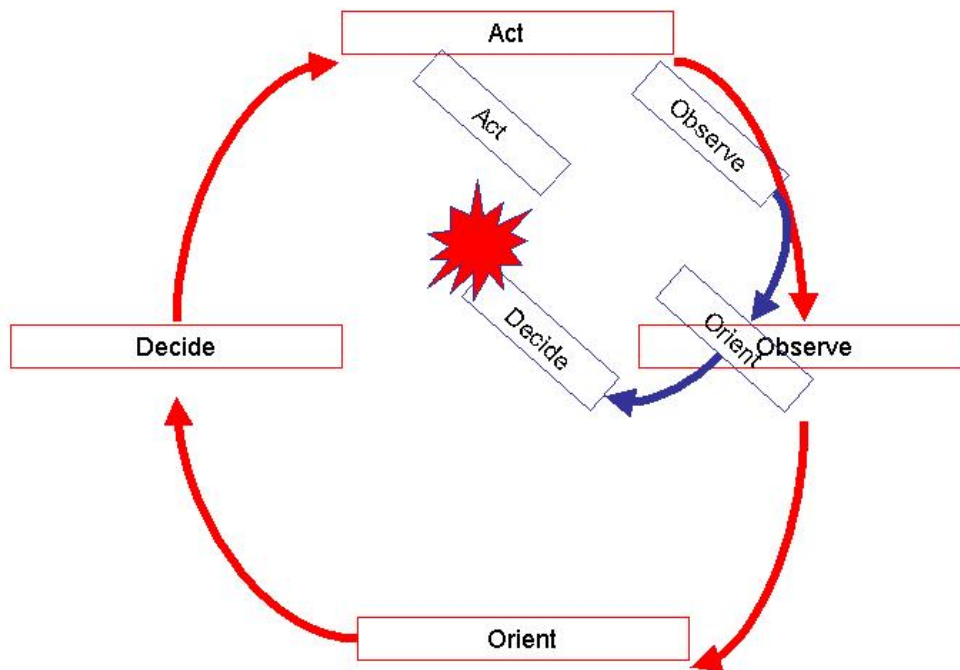 Act
Act
Observe
Decide
Decide
Orient
Observe
Orient